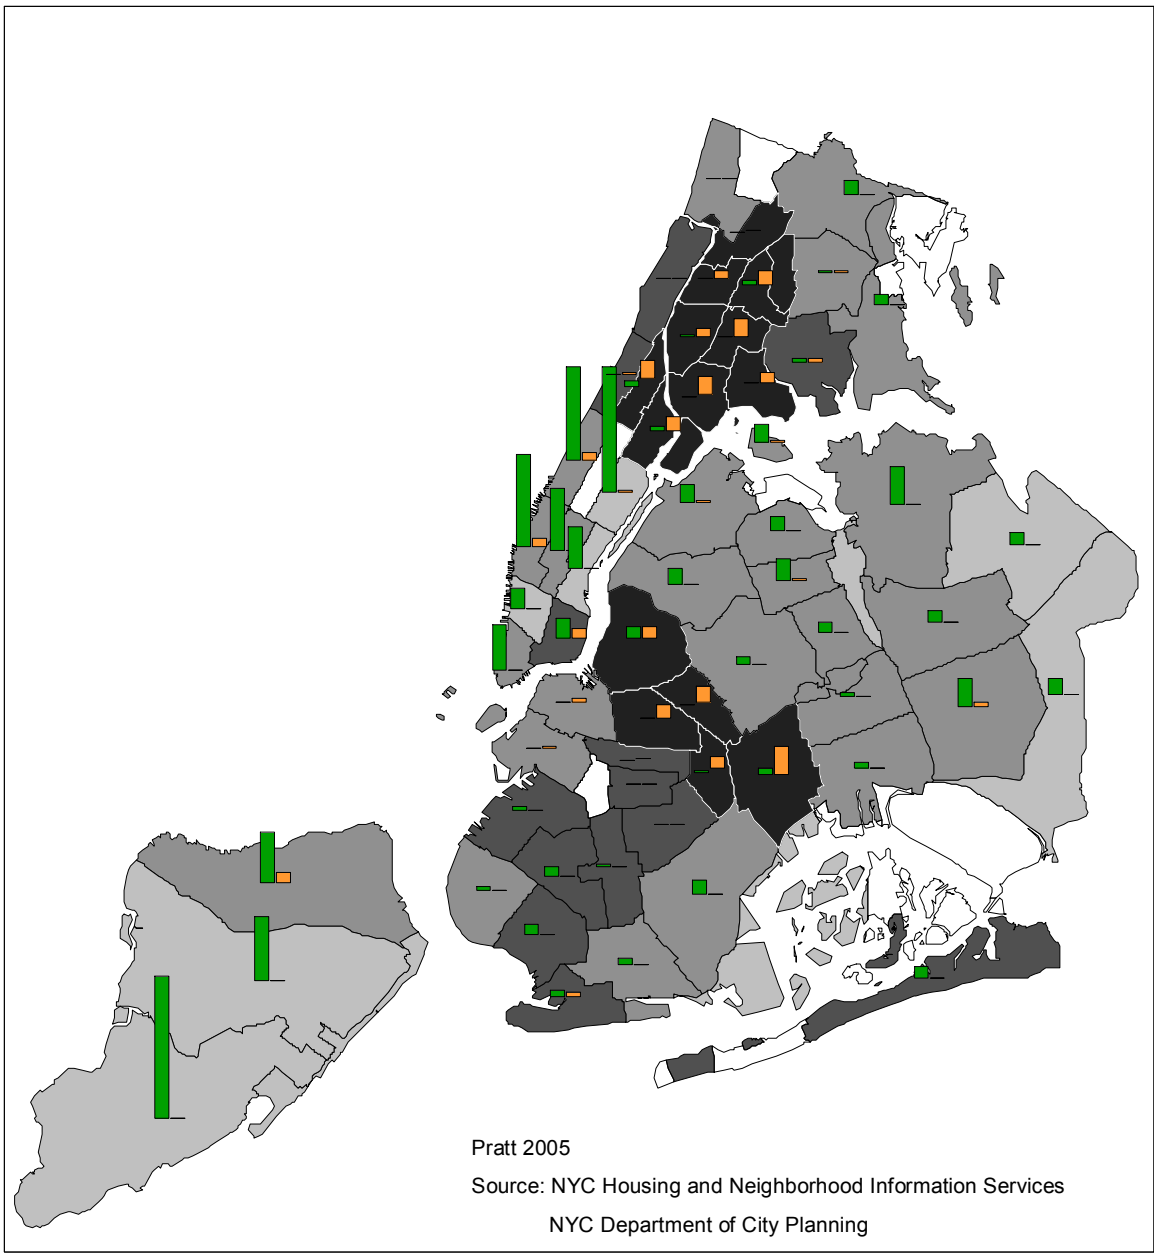 Pratt 2005
Source: NYC Housing and Neighborhood Information Services
NYC Department of City Planning